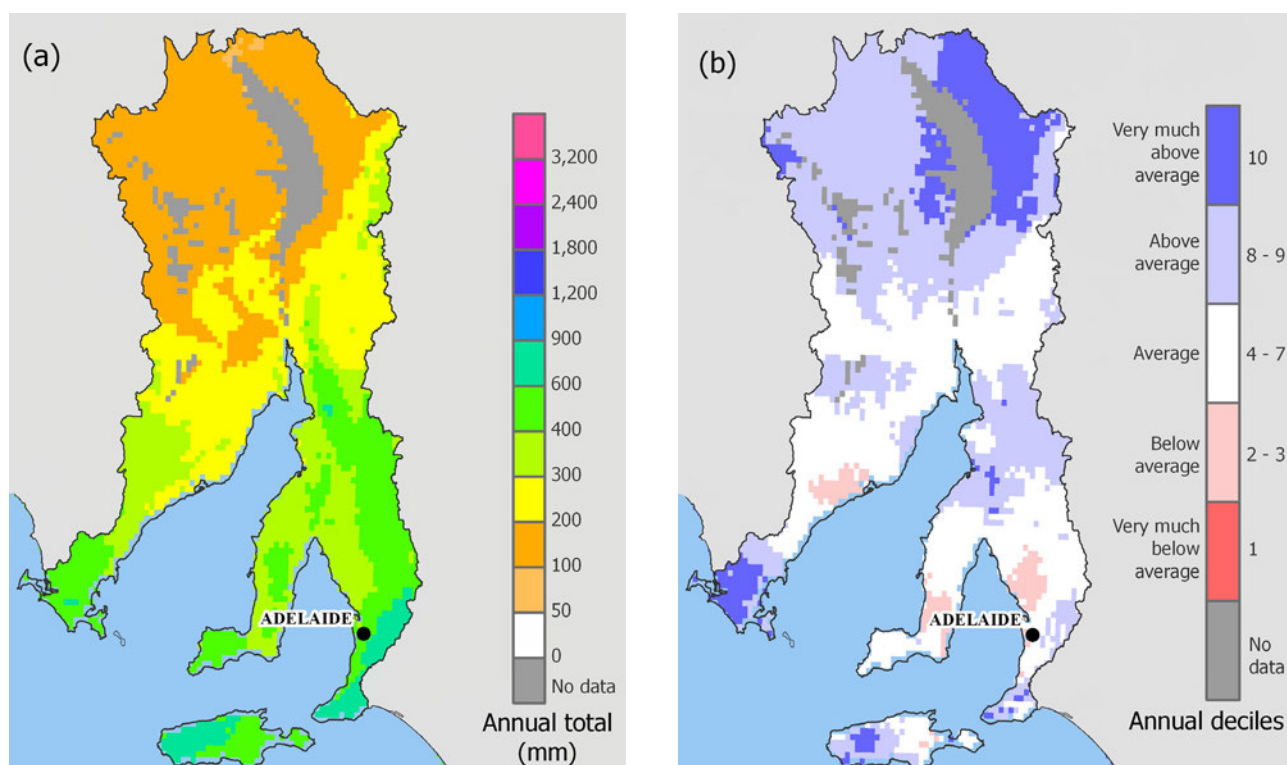 (a)
3,200
2,400
1,800
1,200
900
600
400
300
200
100
50
0
No data
Annual total
(mm)
ADELAIDE
(b)
Very much
above
average
10
Above
average
8 - 9
Average
4 - 7
Below
average
2 - 3
Very much
below
average
1
No
data
Annual deciles
ADELAIDE